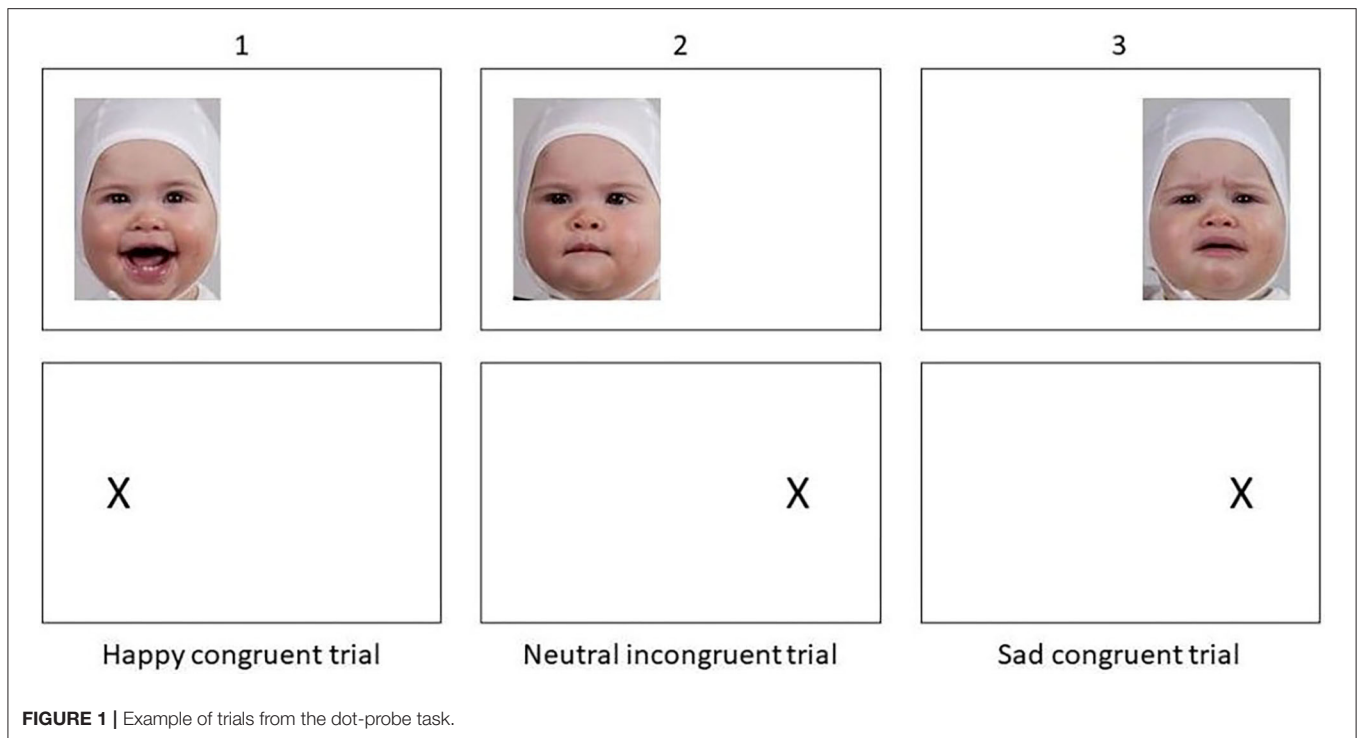 1 2 3
X X X
Happy congruent trial Neutral incongruent trial Sad congruent trial
FIGURE 1 | Example of trials from the dot-probe task.